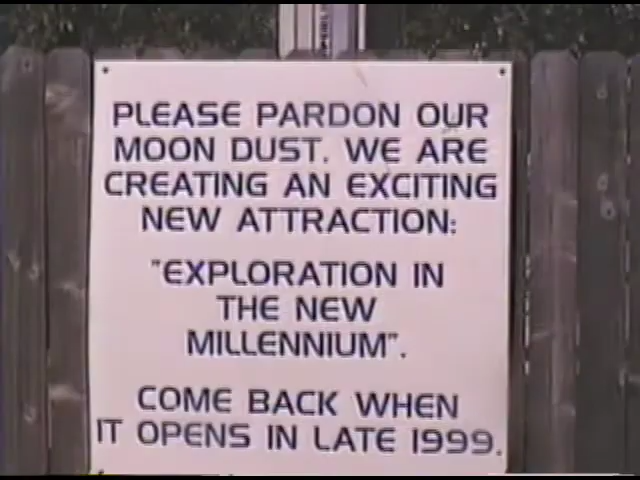 PLEASE PARDON OUR
MOON DUST. WE ARE
CREATING AN EXCITING
NEW ATTRACTION:
"EXPLORATION IN
THE NEW
MILLENNIUM".
COME BACK WHEN
IT OPENS IN LATE 1999.